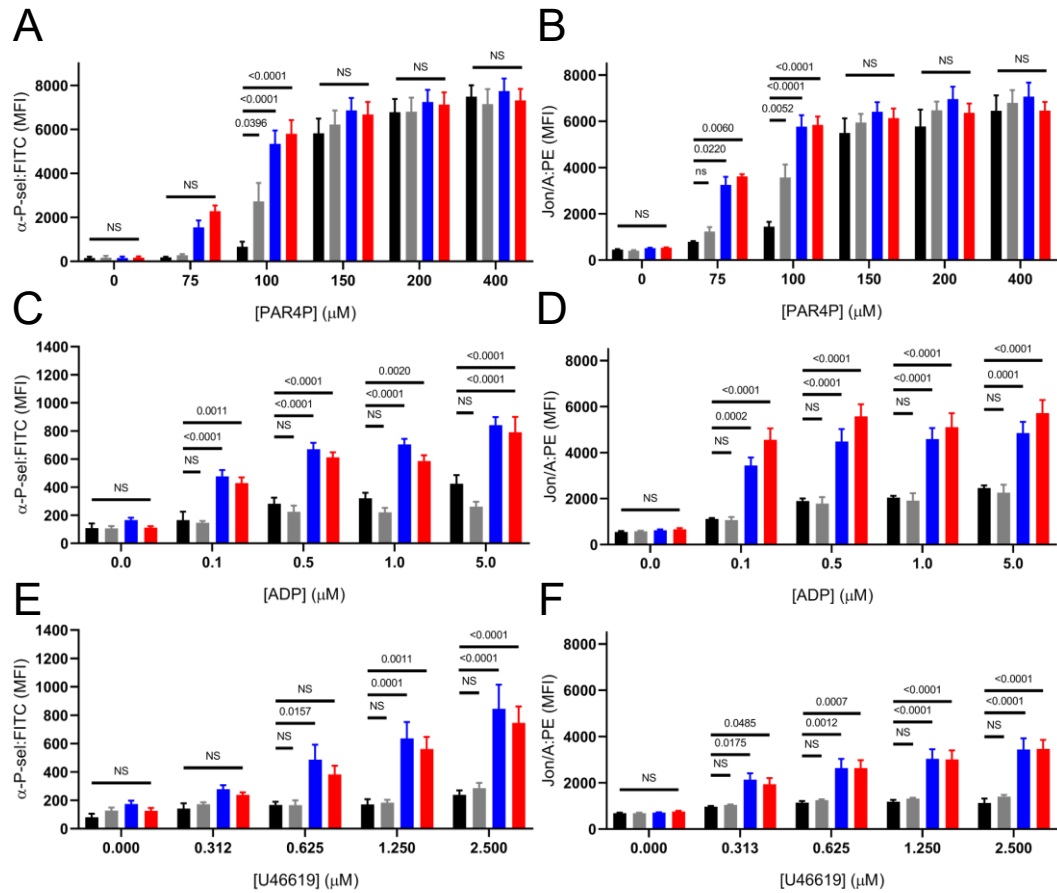 A
α-P-sel:FITC (MFI)
8000
6000
4000
2000
0
NS
NS
<0.0001
<0.0001
0.0396
NS
NS
NS
0
75
100
150
200
400
[PAR4P] (μM)
B
Jon/A:PE (MFI)
8000
6000
4000
2000
0
NS
0.0060
0.0220
ns
<0.0001
<0.0001
0.0052
NS
NS
NS
0
75
100
150
200
400
[PAR4P] (μM)
C
α-P-sel:FITC (MFI)
1400
1200
1000
800
600
400
200
0
NS
0.0011
<0.0001
NS
<0.0001
<0.0001
NS
0.0020
<0.0001
NS
<0.0001
<0.0001
NS
0.0
0.1
0.5
1.0
5.0
[ADP] (μM)
D
Jon/A:PE (MFI)
8000
6000
4000
2000
0
NS
<0.0001
0.0002
NS
<0.0001
<0.0001
NS
<0.0001
<0.0001
NS
<0.0001
0.0001
NS
0.0
0.1
0.5
1.0
5.0
[ADP] (μM)
E
α-P-sel:FITC (MFI)
1400
1200
1000
800
600
400
200
0
NS
NS
NS
0.0157
NS
0.0011
0.0001
NS
<0.0001
<0.0001
NS
0.000
0.312
0.625
1.250
2.500
[U46619] (μM)
F
Jon/A:PE (MFI)
8000
6000
4000
2000
0
NS
0.0485
0.0175
NS
0.0007
0.0012
NS
<0.0001
<0.0001
NS
<0.0001
<0.0001
NS
0.000
0.313
0.625
1.250
2.500
[U46619] (μM)